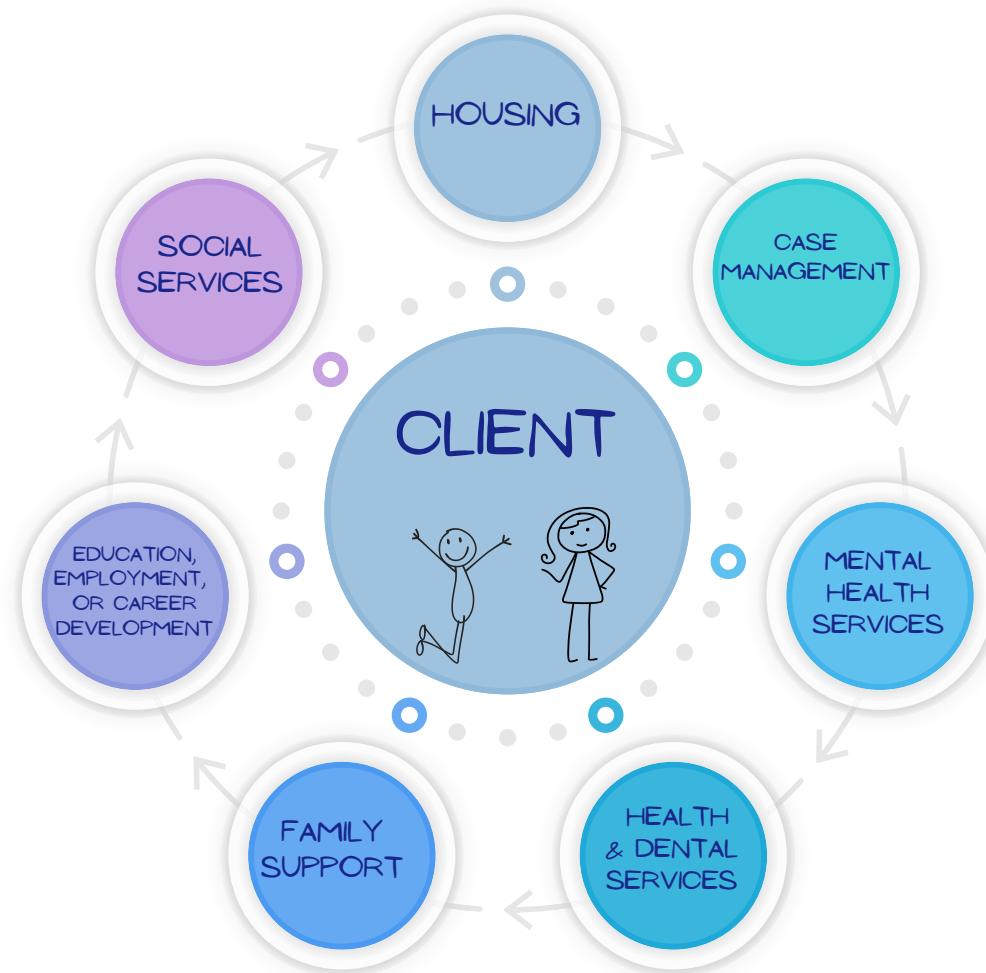 HOUSING
CASE
MANAGEMENT
MENTAL
HEALTH
SERVICES
HEALTH
& DENTAL
SERVICES
FAMILY
SUPPORT
EDUCATION,
EMPLOYMENT,
OR CAREER
DEVELOPMENT
SOCIAL
SERVICES
CLIENT